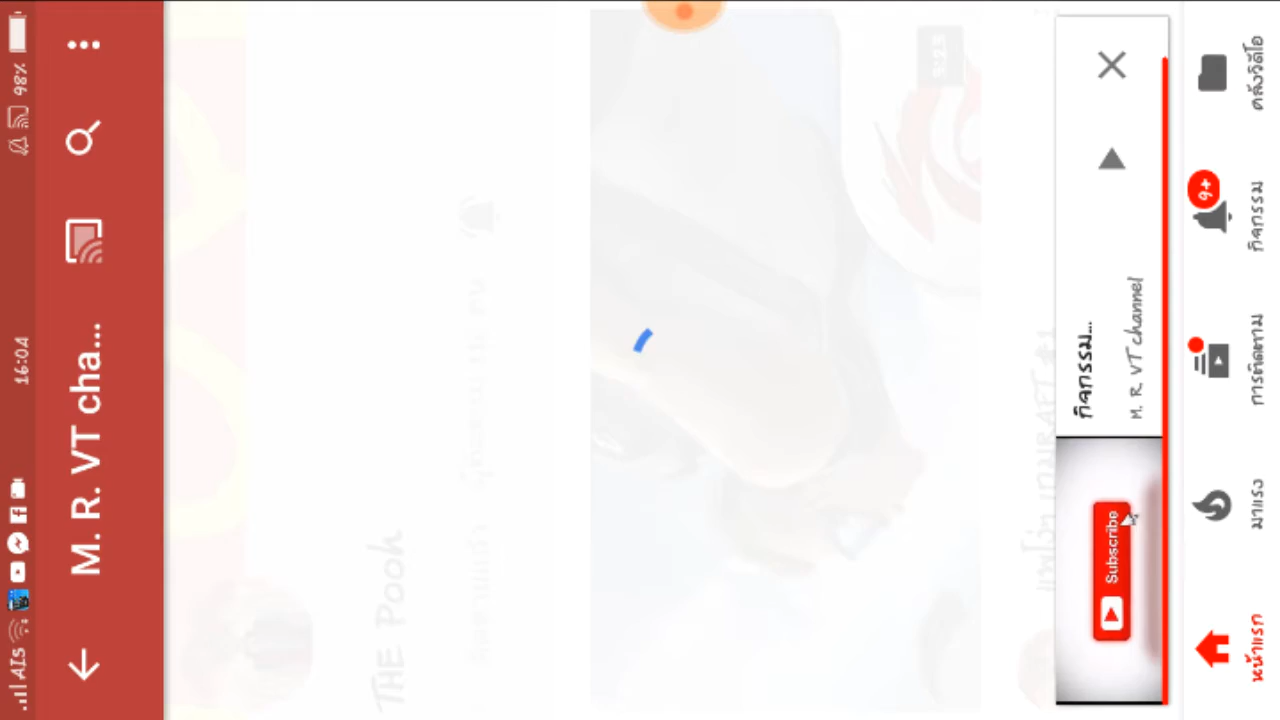 AIS
16:04
98%
M. R. VT cha...
THE Pooh
3:23
กิจกรรม...
M. R. VT channel
Subscribe
หน้าแรก
มาแรง
การติดตาม
9+
กิจกรรม
คลังวิดีโอ